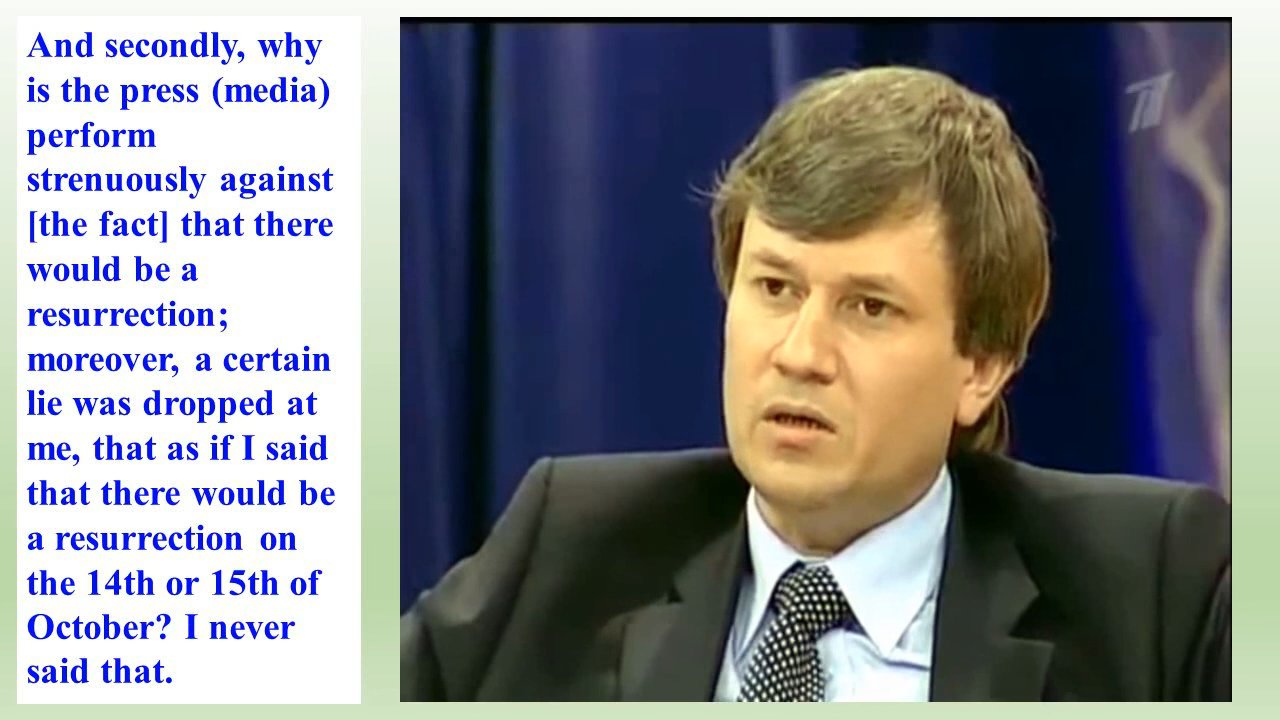 And secondly, why
is the press (media)
perform
strenuously against
[the fact] that there
would be a
resurrection;
moreover, a certain
lie was dropped at
me, that as if I said
that there would be
a resurrection on
the 14th or 15th of
October? I never
said that.